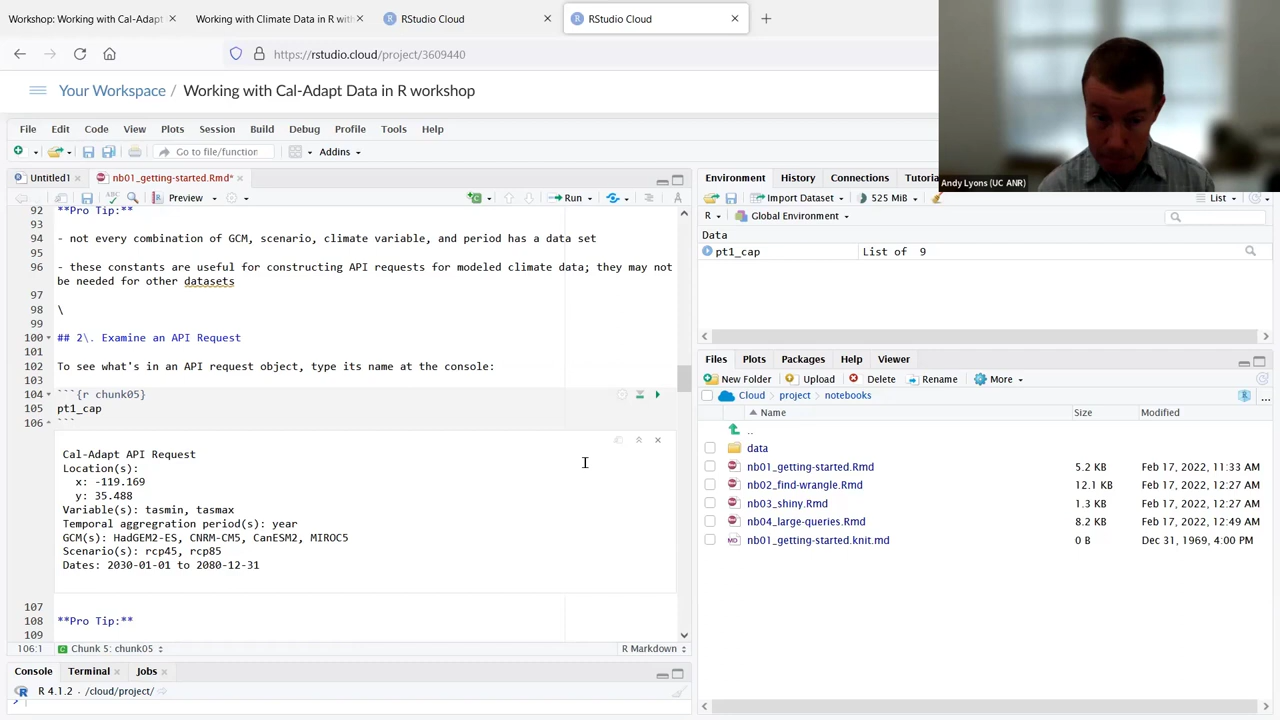 Workshop: Working with Cal-Adapt
Working with Climate Data in R wit
RStudio Cloud
RStudio Cloud
https://rstudio.cloud/project/3609440
Your Workspace / Working with Cal-Adapt Data in R workshop
File Edit Code View Plots Session Build Debug Profile Tools Help
Go to file/function Addins
Untitled1 nb01_getting-started.Rmd*
Preview Run
92 **Pro Tip:**
93
94 - not every combination of GCM, scenario, climate variable, and period has a data set
95
96 - these constants are useful for constructing API requests for modeled climate data; they may not
be needed for other datasets
97
98 \
99
100 ## 2\. Examine an API Request
101
102 To see what's in an API request object, type its name at the console:
103
104 ```{r chunk05}
105 pt1_cap
106 ```
Cal-Adapt API Request
Location(s):
x: -119.169
y: 35.488
Variable(s): tasmin, tasmax
Temporal aggregration period(s): year
GCM(s): HadGEM2-ES, CNRM-CM5, CanESM2, MIROC5
Scenario(s): rcp45, rcp85
Dates: 2030-01-01 to 2080-12-31
107
108 **Pro Tip:**
109
106:1 Chunk 5: chunk05 R Markdown
Console Terminal Jobs
R 4.1.2 · /cloud/project/
>
Environment History Connections Tutoria
Import Dataset 525 MiB List
R Global Environment
Data
pt1_cap List of 9
Files Plots Packages Help Viewer
New Folder Upload Delete Rename More
Cloud project notebooks
Name Size Modified
..
data
nb01_getting-started.Rmd 5.2 KB Feb 17, 2022, 11:33 AM
nb02_find-wrangle.Rmd 12.1 KB Feb 17, 2022, 12:27 AM
nb03_shiny.Rmd 1.3 KB Feb 17, 2022, 12:27 AM
nb04_large-queries.Rmd 8.2 KB Feb 17, 2022, 12:49 AM
nb01_getting-started.knit.md 0 B Dec 31, 1969, 4:00 PM
Andy Lyons (UC ANR)